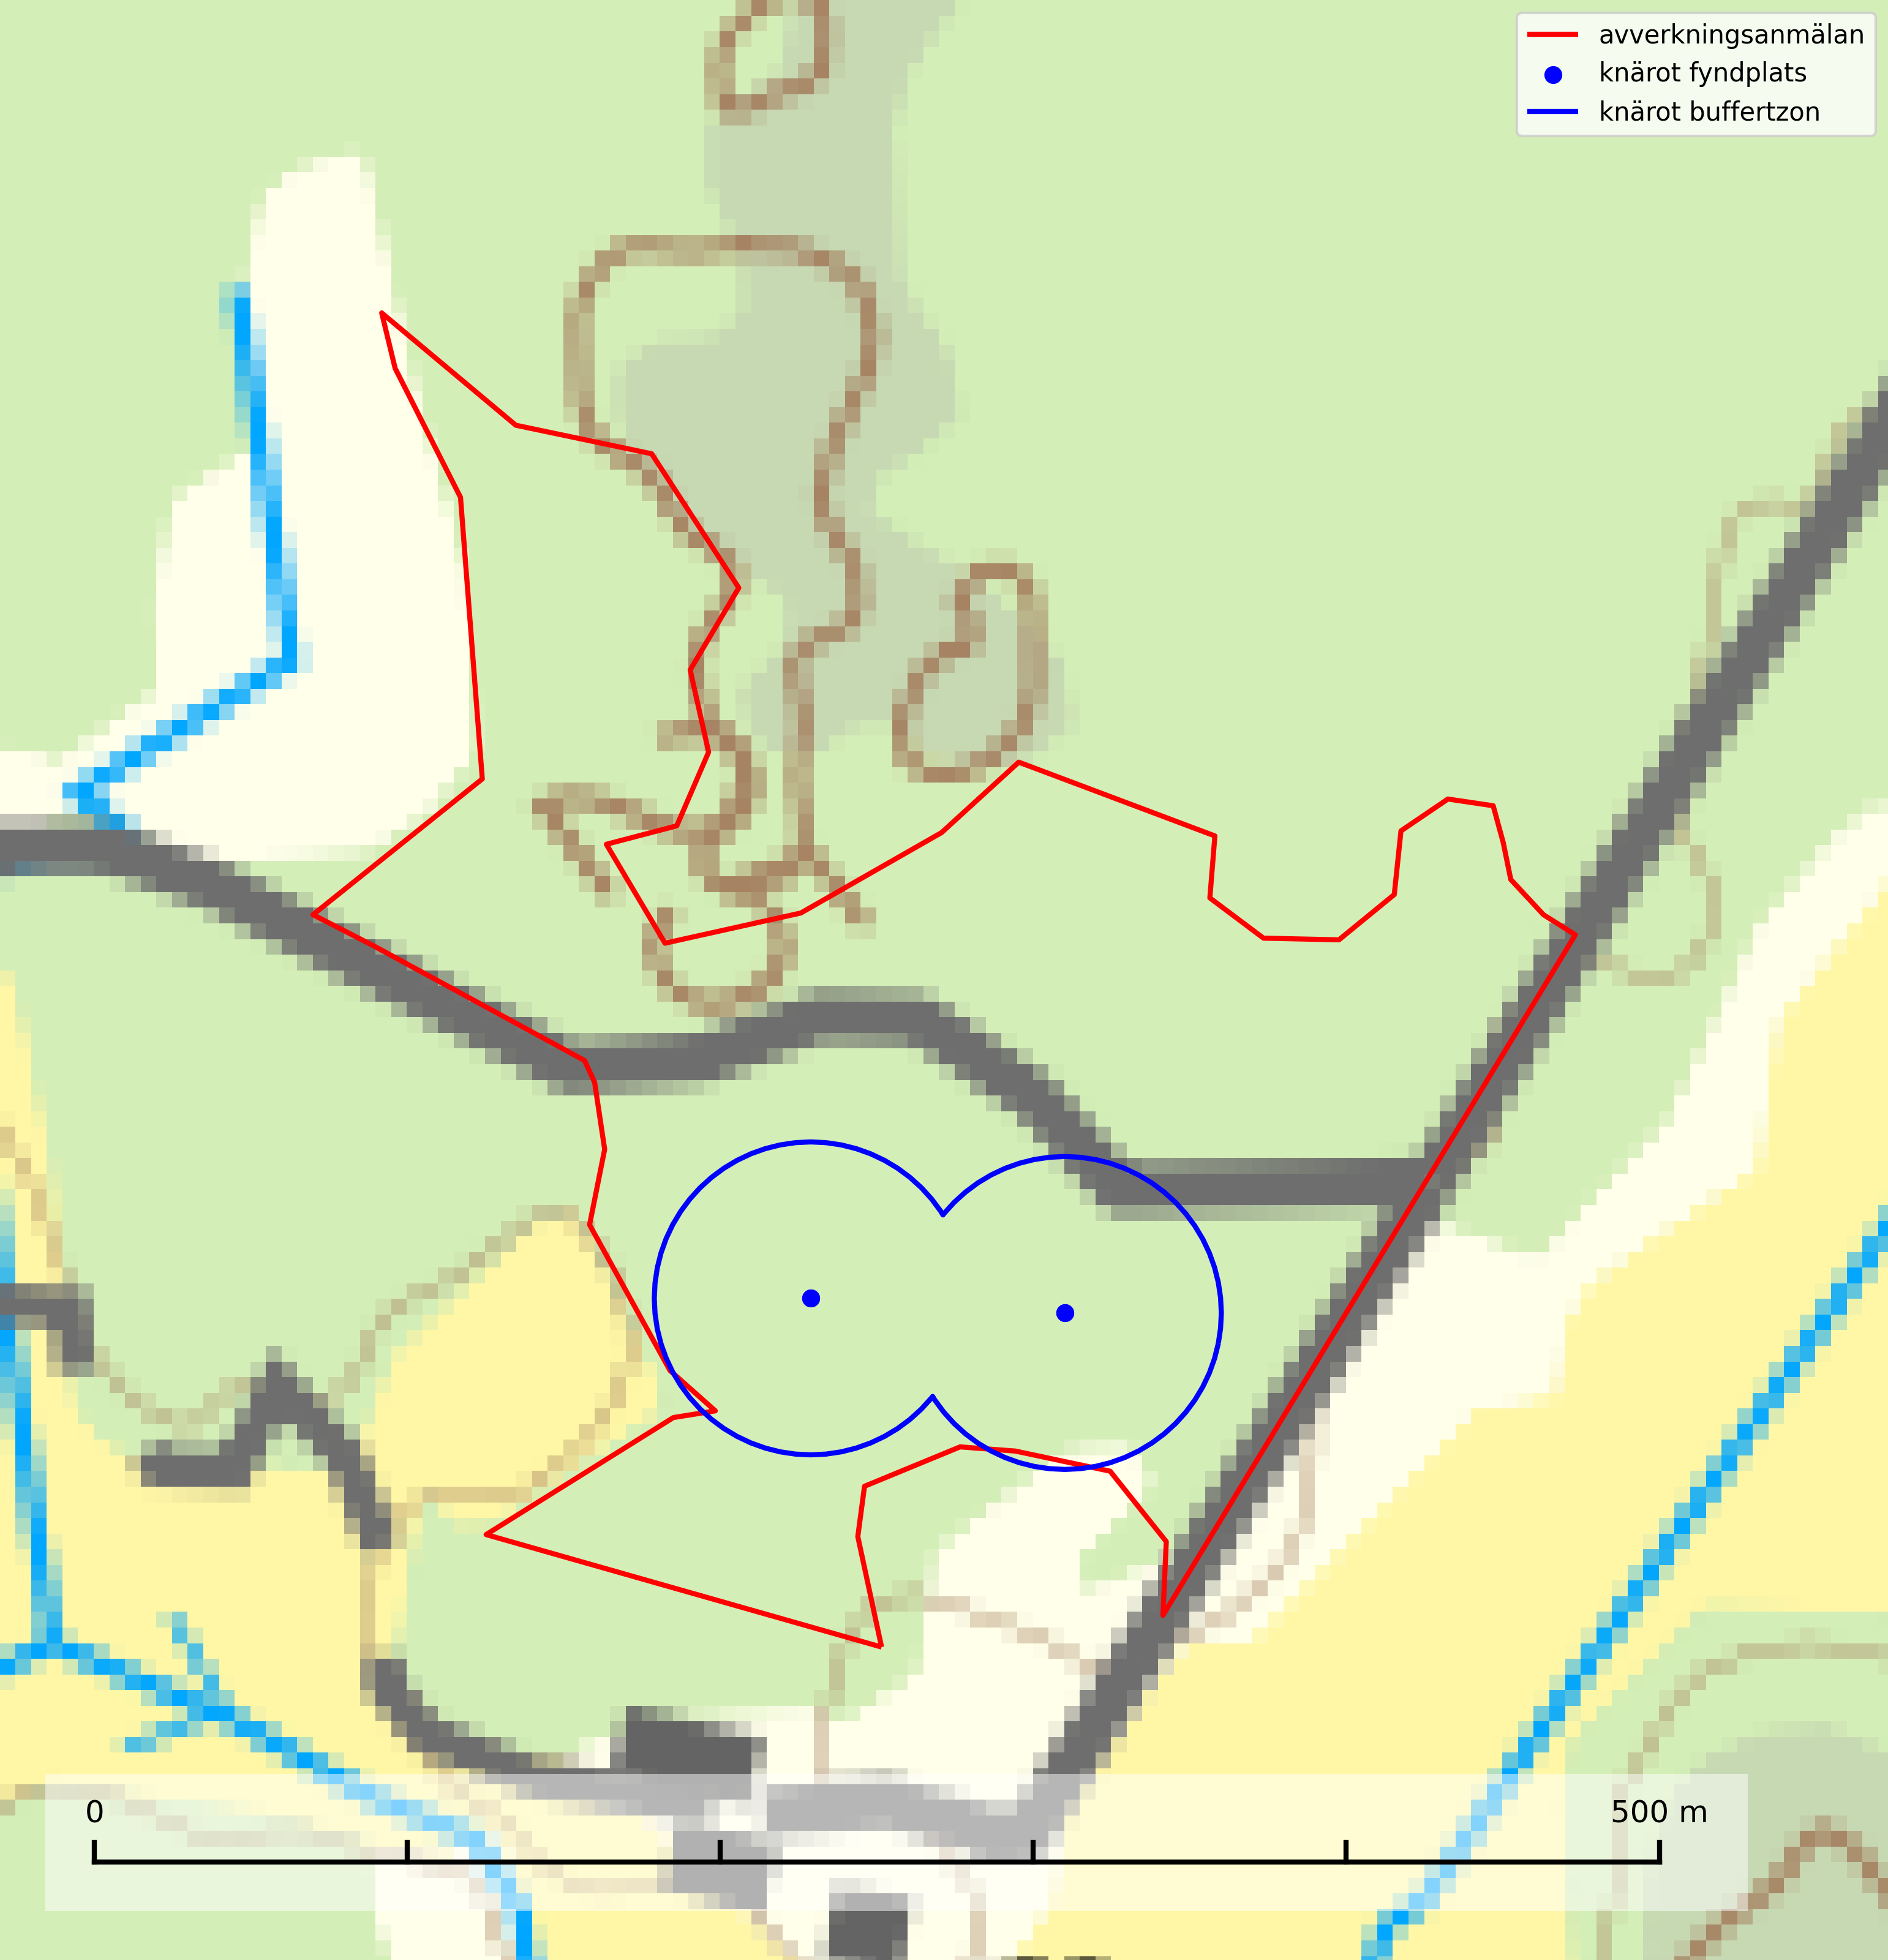 avverkningsanmälan
knärot fyndplats
knärot buffertzon
0
500 m